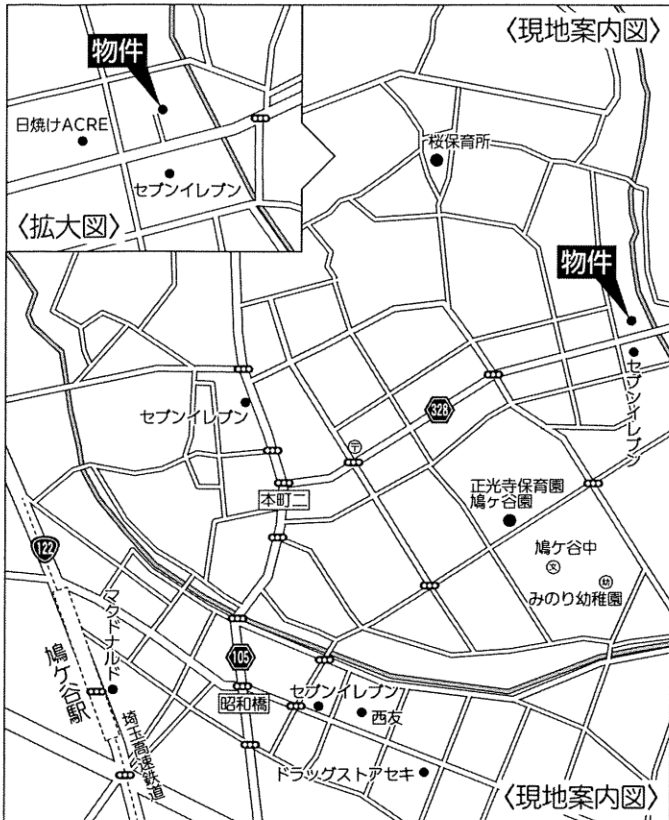 〈現地案内図〉
物件
日焼けACRE
セブンイレブン
〈拡大図〉
桜保育所
物件
セブンイレブン
セブンイレブン
328
〒
本町二
正光寺保育園
鳩ヶ谷園
鳩ケ谷中
文
幼
みのり幼稚園
122
マクドナルド
鳩ケ谷駅
埼玉高速鉄道
105
昭和橋
セブンイレブン
西友
ドラッグストアセキ
〈現地案内図〉